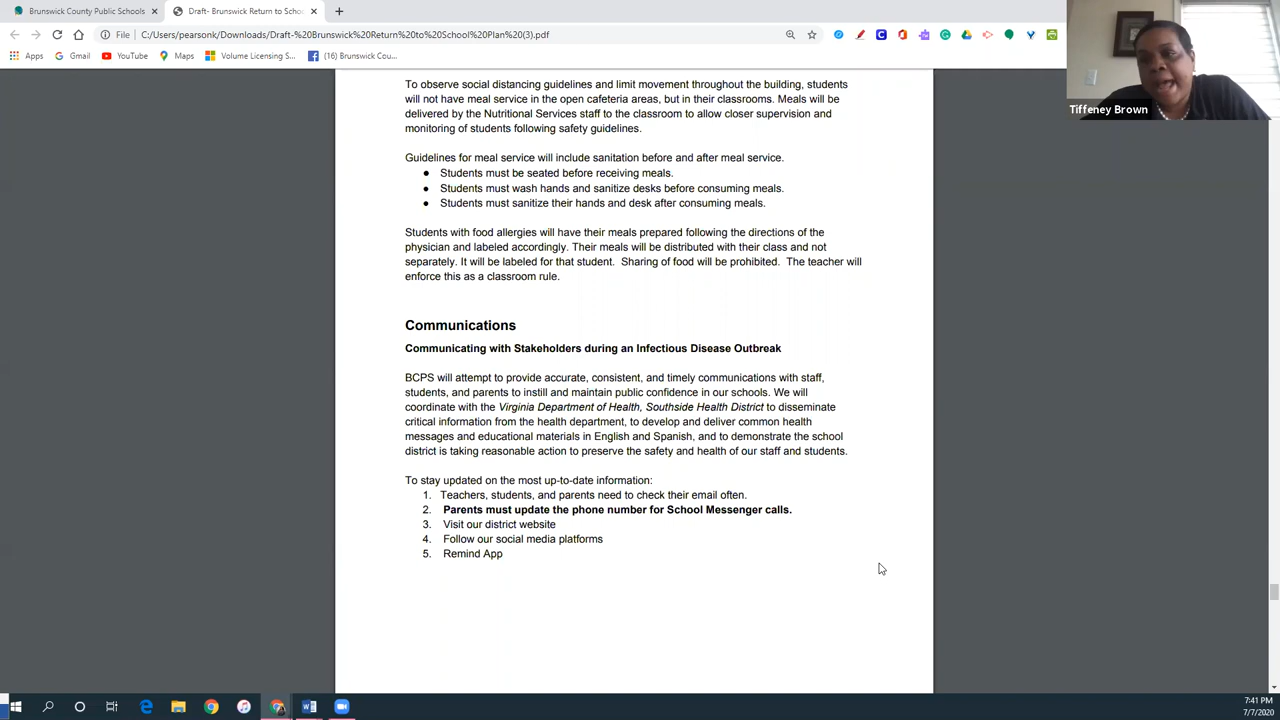 Brunswick County Public Schools
Draft- Brunswick Return to Schoo
File
C:/Users/pearsonk/Downloads/Draft-%20Brunswick%20Return%20to%20School%20Plan%20(3).pdf
Apps
Gmail
YouTube
Maps
Volume Licensing S...
(16) Brunswick Cou...
Tiffeney Brown
To observe social distancing guidelines and limit movement throughout the building, students
will not have meal service in the open cafeteria areas, but in their classrooms. Meals will be
delivered by the Nutritional Services staff to the classroom to allow closer supervision and
monitoring of students following safety guidelines.
Guidelines for meal service will include sanitation before and after meal service.
● Students must be seated before receiving meals.
● Students must wash hands and sanitize desks before consuming meals.
● Students must sanitize their hands and desk after consuming meals.
Students with food allergies will have their meals prepared following the directions of the
physician and labeled accordingly. Their meals will be distributed with their class and not
separately. It will be labeled for that student. Sharing of food will be prohibited. The teacher will
enforce this as a classroom rule.
Communications
Communicating with Stakeholders during an Infectious Disease Outbreak
BCPS will attempt to provide accurate, consistent, and timely communications with staff,
students, and parents to instill and maintain public confidence in our schools. We will
coordinate with the Virginia Department of Health, Southside Health District to disseminate
critical information from the health department, to develop and deliver common health
messages and educational materials in English and Spanish, and to demonstrate the school
district is taking reasonable action to preserve the safety and health of our staff and students.
To stay updated on the most up-to-date information:
1. Teachers, students, and parents need to check their email often.
2. Parents must update the phone number for School Messenger calls.
3. Visit our district website
4. Follow our social media platforms
5. Remind App
7:41 PM
7/7/2020